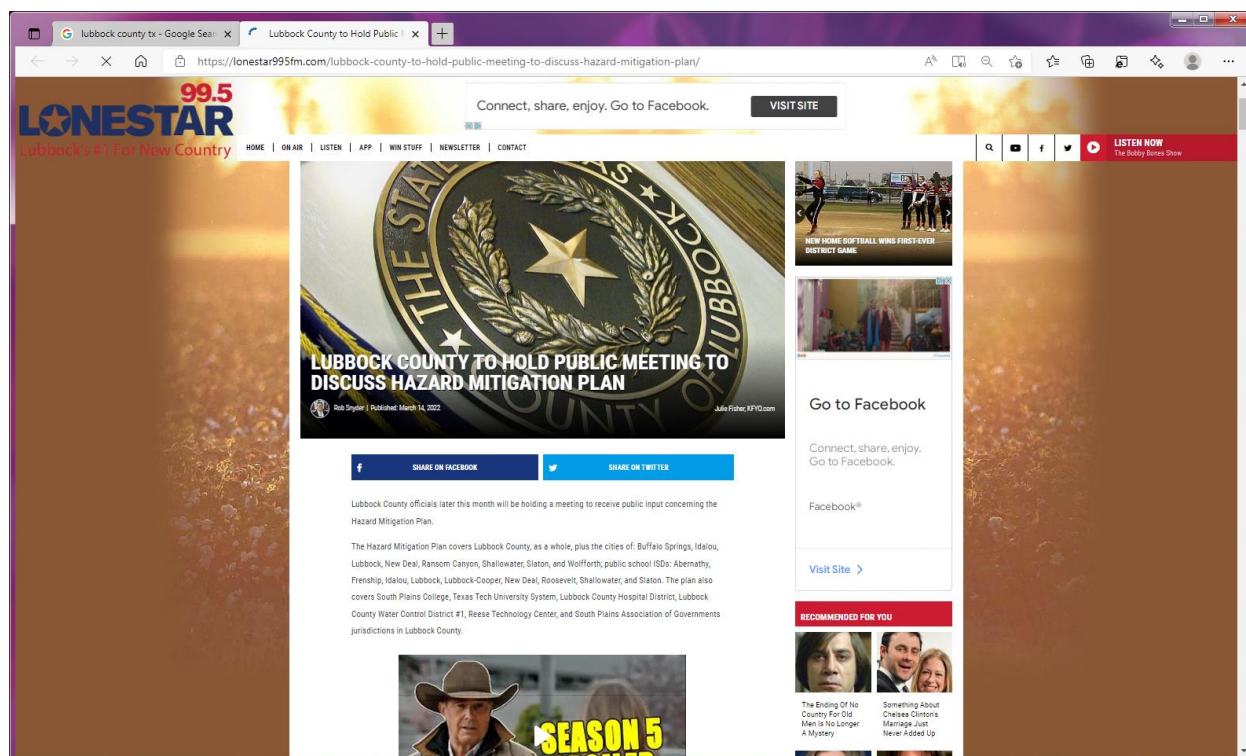 lubbock county tx - Google Sear
Lubbock County to Hold Public
https://lonestar995fm.com/lubbock-county-to-hold-public-meeting-to-discuss-hazard-mitigation-plan/
99.5
LONESTAR
Lubbock's #1 For New Country
Connect, share, enjoy. Go to Facebook.
VISIT SITE
HOME | ON AIR | LISTEN | APP | WIN STUFF | NEWSLETTER | CONTACT
LISTEN NOW
The Bobby Bones Show
THE STATE
AS
COUNTY OF LUBBOCK
LUBBOCK COUNTY TO HOLD PUBLIC MEETING TO
DISCUSS HAZARD MITIGATION PLAN
Rob Snyder | Published: March 14, 2022
Julie Fisher, KFYO.com
SHARE ON FACEBOOK
SHARE ON TWITTER
Lubbock County officials later this month will be holding a meeting to receive public input concerning the
Hazard Mitigation Plan.
The Hazard Mitigation Plan covers Lubbock County, as a whole, plus the cities of: Buffalo Springs, Idalou,
Lubbock, New Deal, Ransom Canyon, Shallowater, Slaton, and Wolfforth; public school ISDs: Abernathy,
Frenship, Idalou, Lubbock, Lubbock-Cooper, New Deal, Roosevelt, Shallowater, and Slaton. The plan also
covers South Plains College, Texas Tech University System, Lubbock County Hospital District, Lubbock
County Water Control District #1, Reese Technology Center, and South Plains Association of Governments
jurisdictions in Lubbock County.
SEASON 5
NEW HOME SOFTBALL WINS FIRST-EVER
DISTRICT GAME
Go to Facebook
Connect, share, enjoy.
Go to Facebook.
Facebook®
Visit Site
RECOMMENDED FOR YOU
The Ending Of No
Country For Old
Men Is No Longer
A Mystery
Something About
Chelsea Clinton's
Marriage Just
Never Added Up